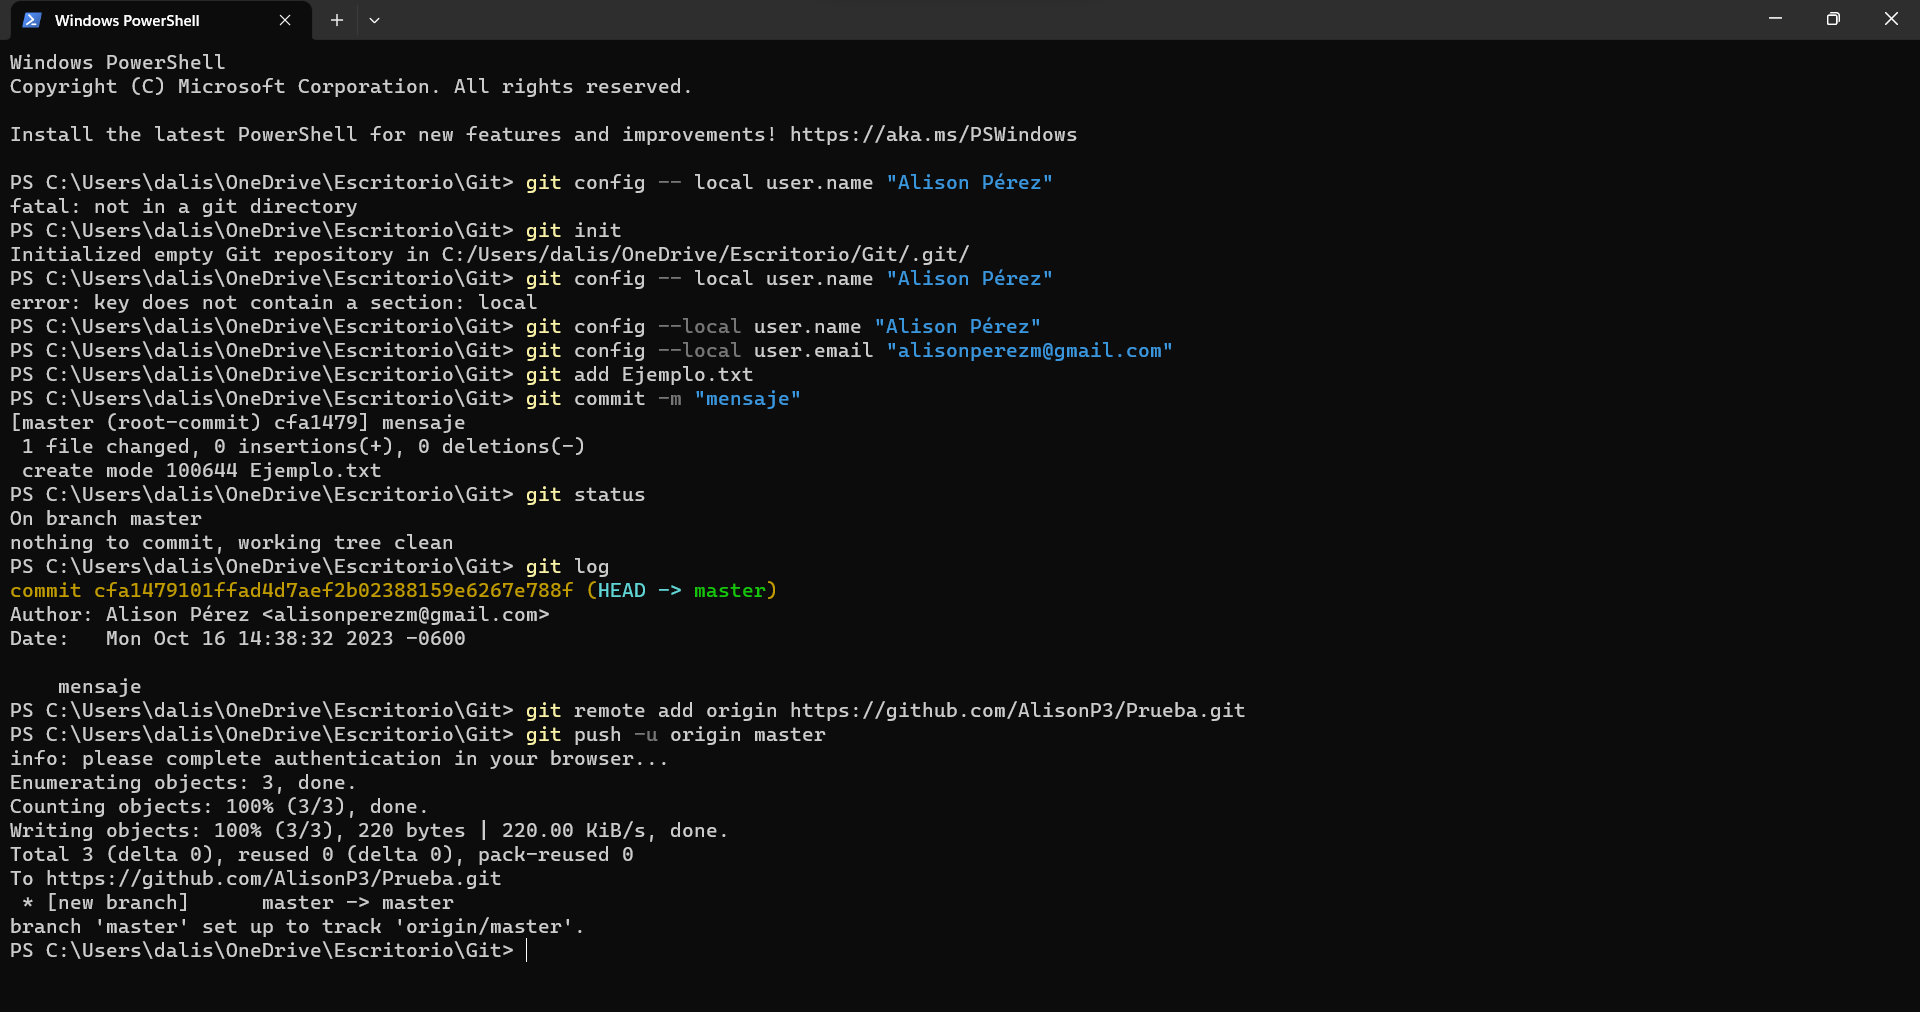 Windows PowerShell
Windows PowerShell
Copyright (C) Microsoft Corporation. All rights reserved.
Install the latest PowerShell for new features and improvements! https://aka.ms/PSWindows
PS C:\Users\dalis\OneDrive\Escritorio\Git> git config -- local user.name "Alison Pérez"
fatal: not in a git directory
PS C:\Users\dalis\OneDrive\Escritorio\Git> git init
Initialized empty Git repository in C:/Users/dalis/OneDrive/Escritorio/Git/.git/
PS C:\Users\dalis\OneDrive\Escritorio\Git> git config -- local user.name "Alison Pérez"
error: key does not contain a section: local
PS C:\Users\dalis\OneDrive\Escritorio\Git> git config --local user.name "Alison Pérez"
PS C:\Users\dalis\OneDrive\Escritorio\Git> git config --local user.email "alisonperezm@gmail.com"
PS C:\Users\dalis\OneDrive\Escritorio\Git> git add Ejemplo.txt
PS C:\Users\dalis\OneDrive\Escritorio\Git> git commit -m "mensaje"
[master (root-commit) cfa1479] mensaje
 1 file changed, 0 insertions(+), 0 deletions(-)
 create mode 100644 Ejemplo.txt
PS C:\Users\dalis\OneDrive\Escritorio\Git> git status
On branch master
nothing to commit, working tree clean
PS C:\Users\dalis\OneDrive\Escritorio\Git> git log
commit cfa1479101ffad4d7aef2b02388159e6267e788f (HEAD -> master)
Author: Alison Pérez <alisonperezm@gmail.com>
Date:   Mon Oct 16 14:38:32 2023 -0600
    mensaje
PS C:\Users\dalis\OneDrive\Escritorio\Git> git remote add origin https://github.com/AlisonP3/Prueba.git
PS C:\Users\dalis\OneDrive\Escritorio\Git> git push -u origin master
info: please complete authentication in your browser...
Enumerating objects: 3, done.
Counting objects: 100% (3/3), done.
Writing objects: 100% (3/3), 220 bytes | 220.00 KiB/s, done.
Total 3 (delta 0), reused 0 (delta 0), pack-reused 0
To https://github.com/AlisonP3/Prueba.git
 * [new branch]      master -> master
branch 'master' set up to track 'origin/master'.
PS C:\Users\dalis\OneDrive\Escritorio\Git>